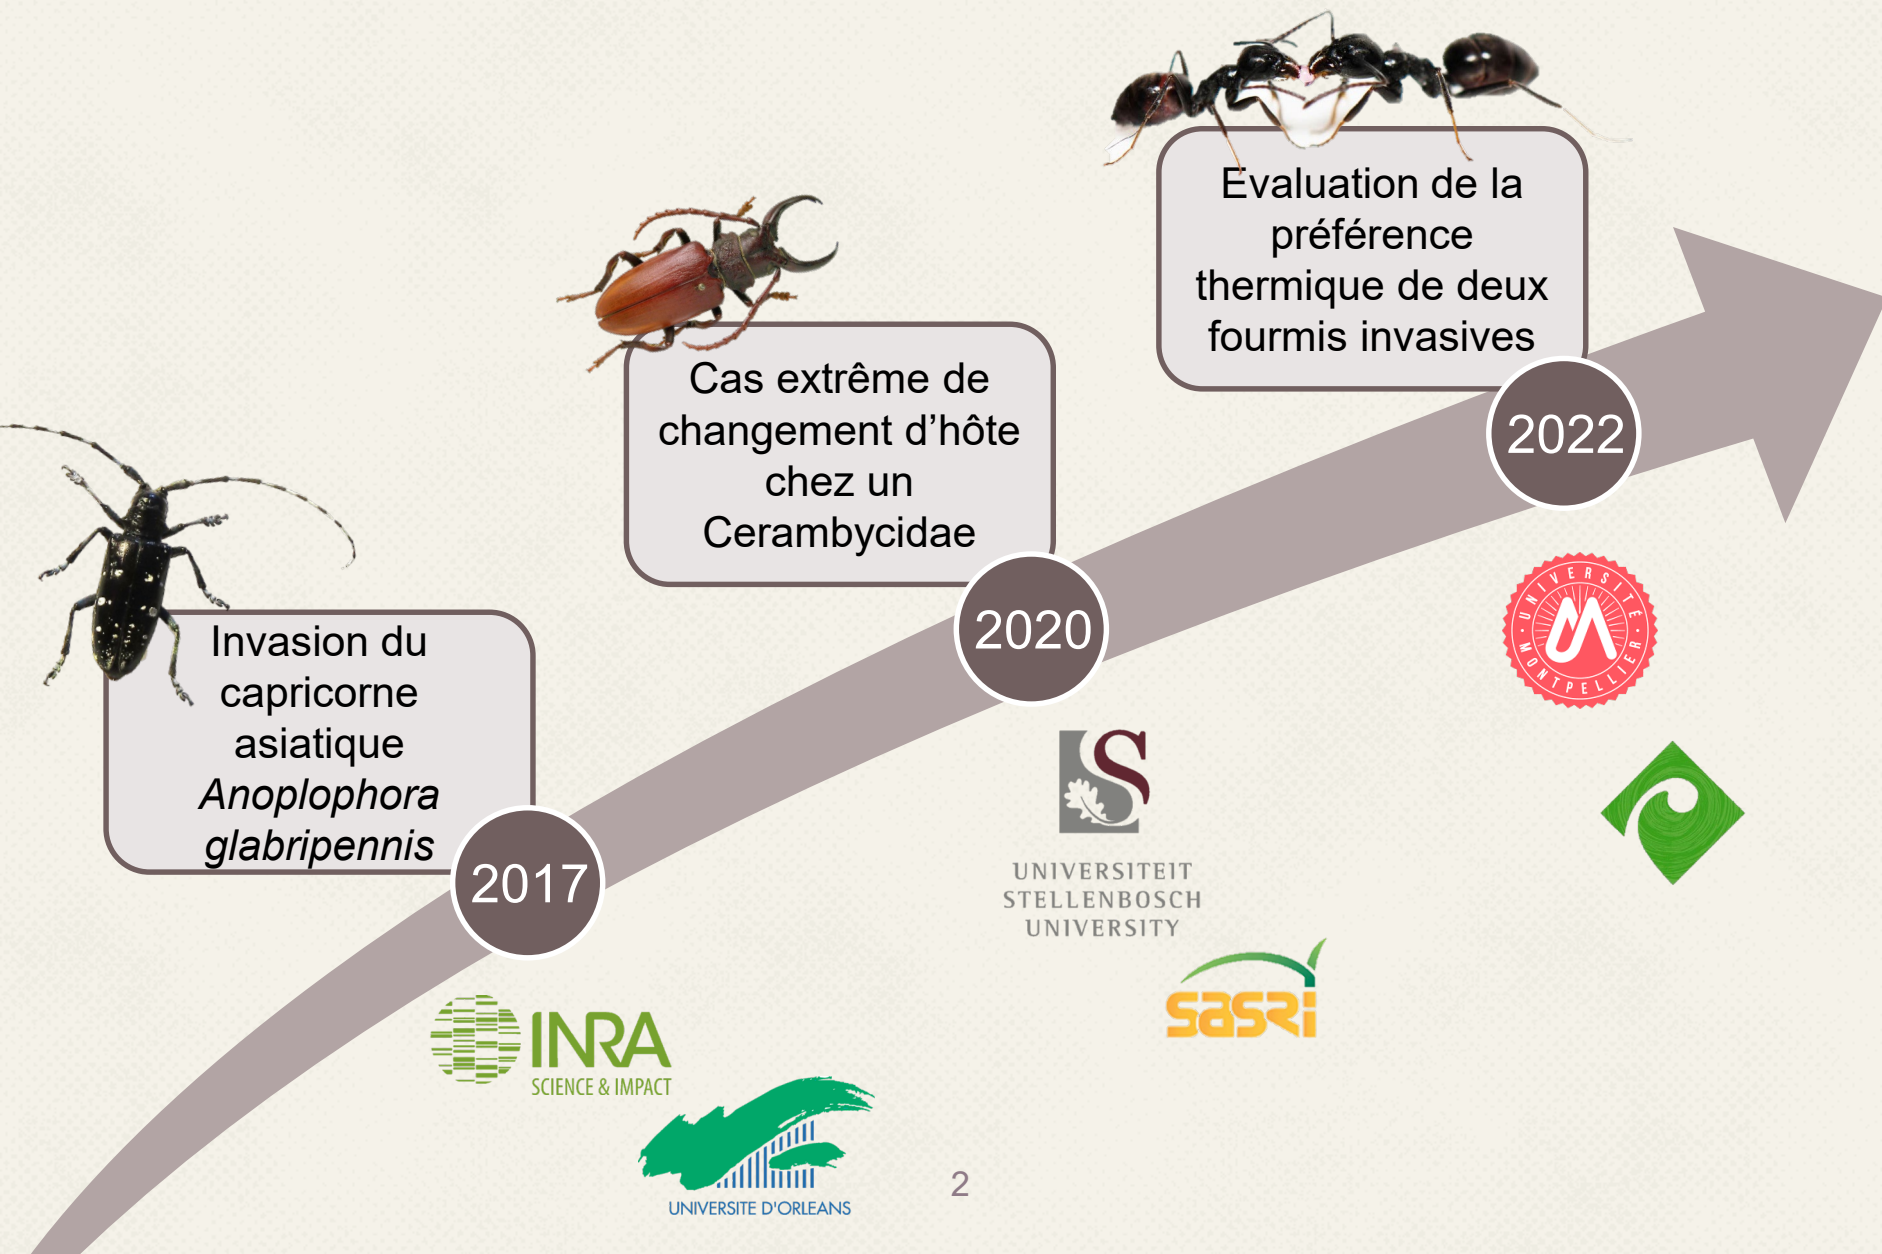 Evaluation de la
préférence
thermique de deux
fourmis invasives
2022
Cas extrême de
changement d’hôte
chez un
Cerambycidae
2020
Invasion du
capricorne
asiatique
Anoplophora
glabripennis
2017
UNIVERSITÉ
MONTPELLIER
UNIVERSITEIT
STELLENBOSCH
UNIVERSITY
sasri
INRA
SCIENCE & IMPACT
UNIVERSITE D'ORLEANS
2